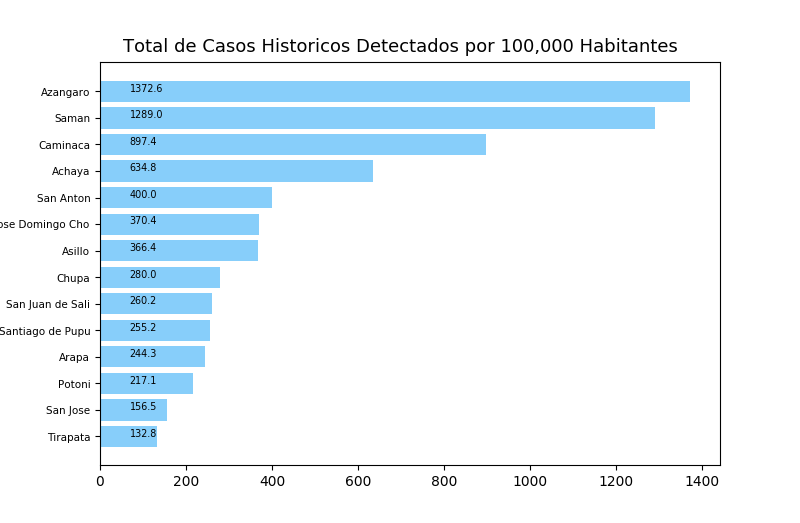 Total de Casos Historicos Detectados por 100,000 Habitantes
Azangaro 1372.6
Saman 1289.0
Caminaca 897.4
Achaya 634.8
San Anton 400.0
ose Domingo Cho 370.4
Asillo 366.4
Chupa 280.0
San Juan de Sali 260.2
Santiago de Pupu 255.2
Arapa 244.3
Potoni 217.1
San Jose 156.5
Tirapata 132.8
0 200 400 600 800 1000 1200 1400